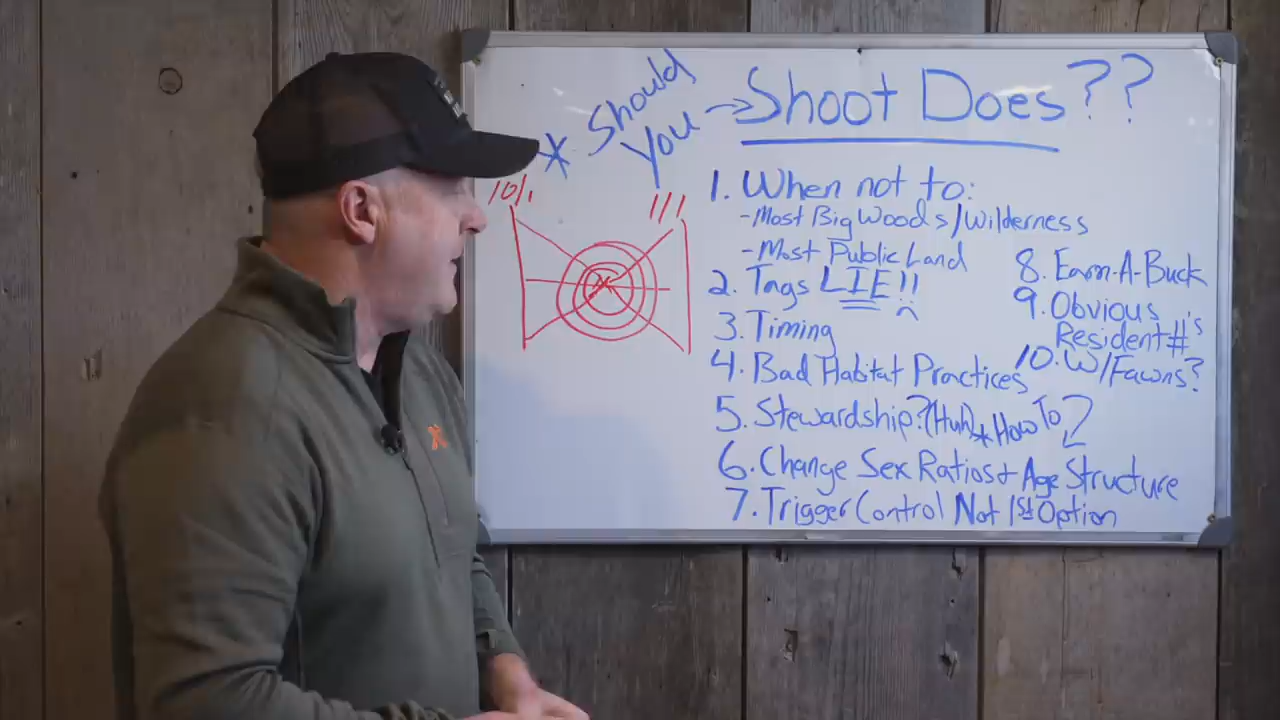 * Should You → Shoot Does ??
10/1
11/1
1. When not to:
-Most Big Woods/Wilderness
-Most Public Land
2. Tags LIE!!
3. Timing
4. Bad Habitat Practices
5. Stewardship? (Huh) * How To
6. Change Sex Ratios + Age Structure
7. Trigger Control Not 1st Option
8. Earn-A-Buck
9. Obvious
Resident #'s
10. W/Fawns?